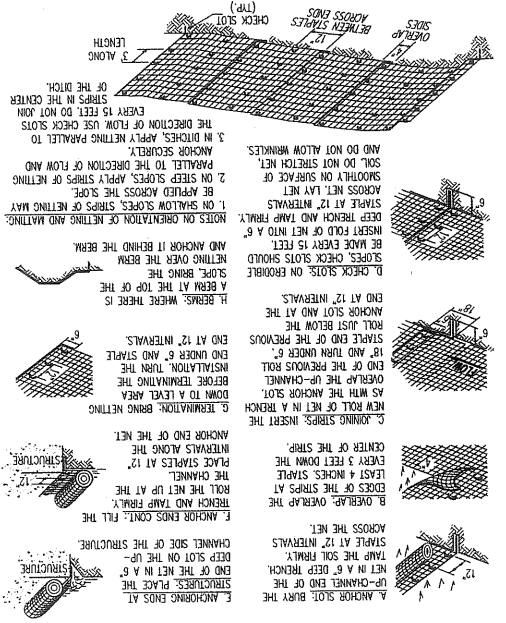 A. ANCHOR SLOT: BURY THE
UP-CHANNEL END OF THE
NET IN A 6" DEEP TRENCH.
TAMP THE SOIL FIRMLY.
STAPLE AT 12" INTERVALS
ACROSS THE NET.
12"
B. OVERLAP: OVERLAP THE
EDGES OF THE STRIPS AT
LEAST 4 INCHES. STAPLE
EVERY 3 FEET DOWN THE
CENTER OF THE STRIP.
C. JOINING STRIPS: INSERT THE
NEW ROLL OF NET IN A TRENCH
AS WITH THE ANCHOR SLOT.
OVERLAP THE UP-CHANNEL
END OF THE PREVIOUS ROLL
18" AND TURN UNDER 6".
STAPLE END OF THE PREVIOUS
ROLL JUST BELOW THE
ANCHOR SLOT AND AT THE
END AT 12" INTERVALS.
FLOW
6"
18"
D. CHECK SLOTS: ON ERODIBLE
SLOPES, CHECK SLOTS SHOULD
BE MADE EVERY 15 FEET.
INSERT FOLD OF NET INTO A 6"
DEEP TRENCH AND TAMP FIRMLY.
STAPLE AT 12" INTERVALS
ACROSS NET. LAY NET
SMOOTHLY ON SURFACE OF
SOIL. DO NOT STRETCH NET,
AND DO NOT ALLOW WRINKLES.
12"
6"
E. ANCHORING ENDS AT
STRUCTURES: PLACE THE
END OF THE NET IN A 6"
DEEP SLOT ON THE UP-
CHANNEL SIDE OF THE STRUCTURE.
STRUCTURE
F. ANCHOR ENDS CONT.: FILL THE
TRENCH AND TAMP FIRMLY.
ROLL THE NET UP AT THE
THE CHANNEL.
PLACE STAPLES AT 12"
INTERVALS ALONG THE
ANCHOR END OF THE NET.
STRUCTURE
12"
G. TERMINATION: BRING NETTING
DOWN TO A LEVEL AREA
BEFORE TERMINATING THE
INSTALLATION. TURN THE
END UNDER 6" AND STAPLE
AT 12" INTERVALS.
12"
6"
H. BERMS: WHERE THERE IS
A BERM AT THE TOP OF THE
SLOPE, BRING THE
NETTING OVER THE BERM
AND ANCHOR IT BEHIND THE BERM.
NOTES ON ORIENTATION OF NETTING AND MATTING:
1. ON SHALLOW SLOPES, STRIPS OF NETTING MAY
BE APPLIED ACROSS THE SLOPE.
2. ON STEEP SLOPES, APPLY STRIPS OF NETTING
PARALLEL TO THE DIRECTION OF FLOW AND
ANCHOR SECURELY.
3. IN DITCHES, APPLY NETTING PARALLEL TO
THE DIRECTION OF FLOW. USE CHECK SLOTS
EVERY 15 FEET. DO NOT JOIN
STRIPS IN THE CENTER
OF THE DITCH.
3'
ALONG
LENGTH
4"
OVERLAP
SIDES
12"
BETWEEN STAPLES
ACROSS ENDS
CHECK SLOT
(TYP.)